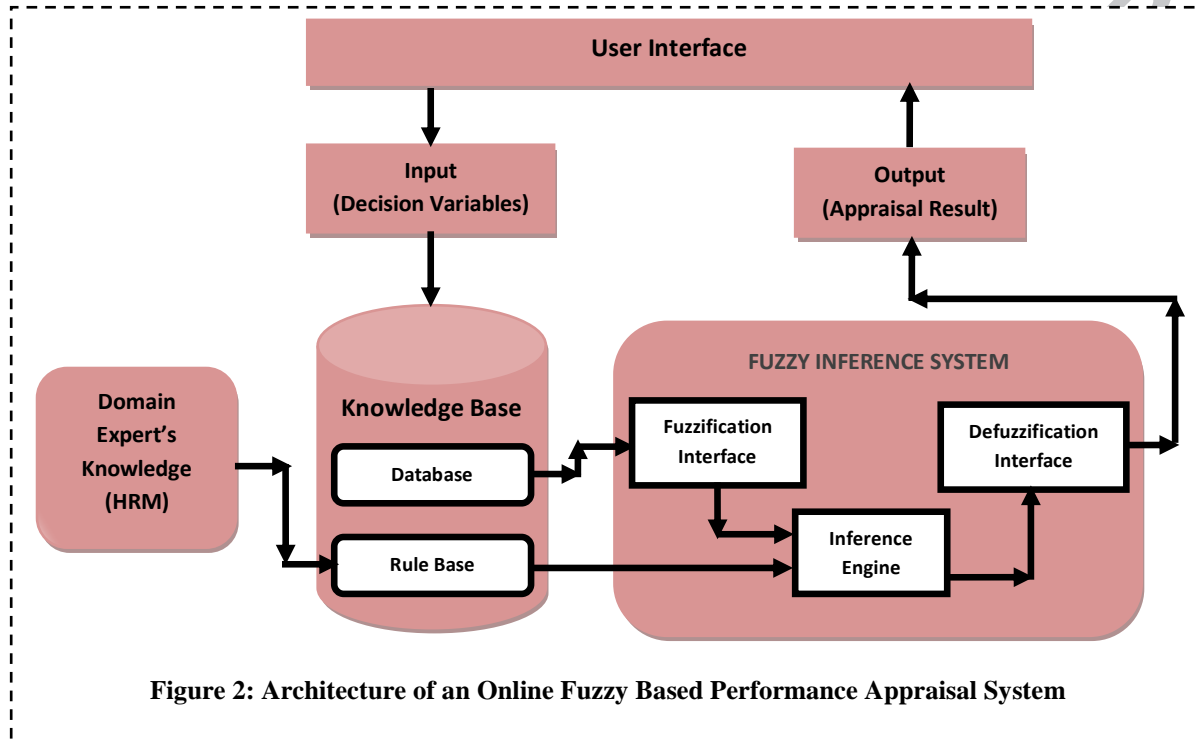 User Interface
Input
(Decision Variables)
Output
(Appraisal Result)
Domain
Expert’s
Knowledge
(HRM)
Knowledge Base
Database
Rule Base
FUZZY INFERENCE SYSTEM
Fuzzification
Interface
Defuzzification
Interface
Inference
Engine
Figure 2: Architecture of an Online Fuzzy Based Performance Appraisal System